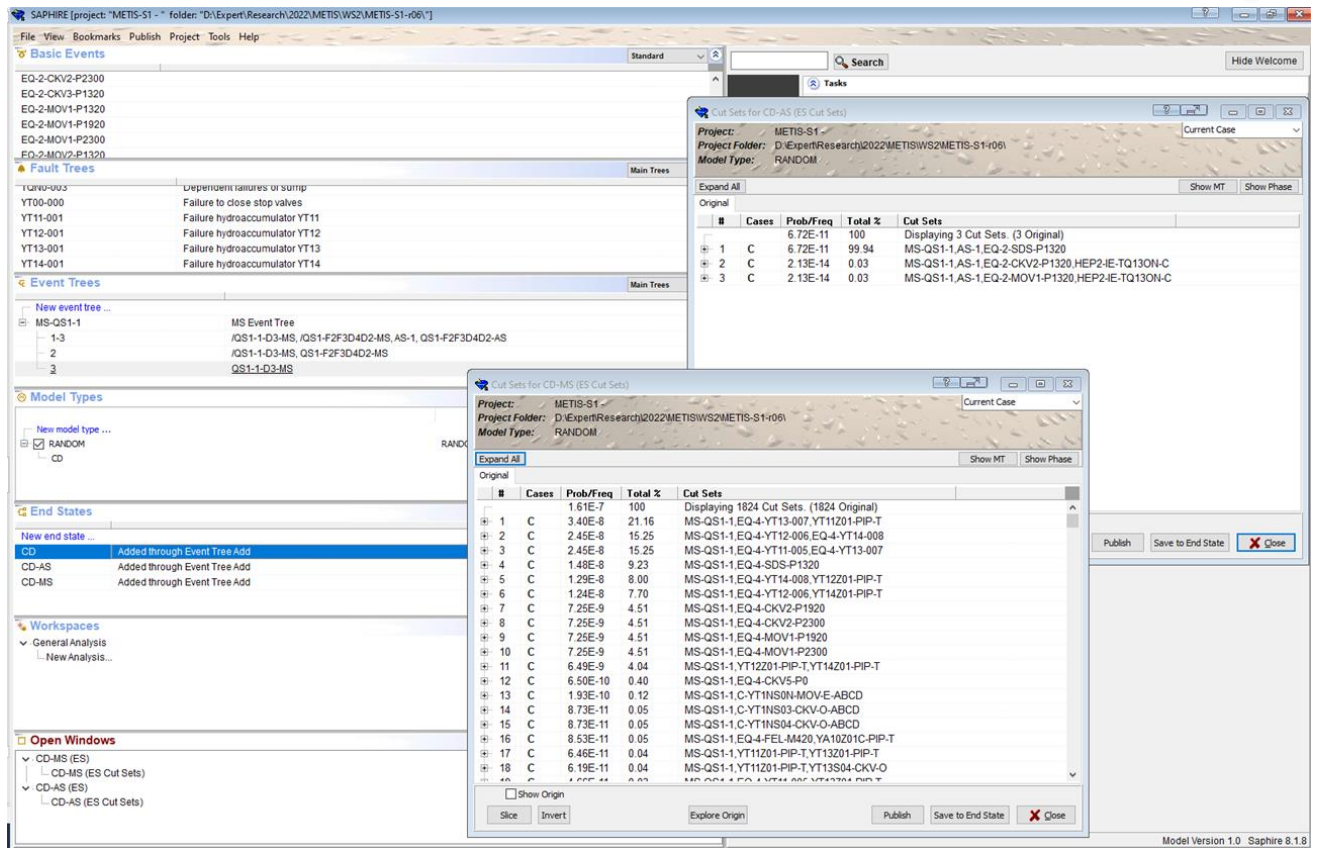 SAPHIRE [project: "METIS-S1 - " folder: "D:\Expert\Research\2022\METIS\WS2\METIS-S1-r06\"]
File View Bookmarks Publish Project Tools Help
Basic Events
Standard
EQ-2-CKV2-P2300
EQ-2-CKV3-P1320
EQ-2-MOV1-P1320
EQ-2-MOV1-P1920
EQ-2-MOV1-P2300
EQ-2-MOV2-P1320
Fault Trees
Main Trees
TQIN0-003 Dependent failures of sump
YT00-000 Failure to close stop valves
YT11-001 Failure hydroaccumulator YT11
YT12-001 Failure hydroaccumulator YT12
YT13-001 Failure hydroaccumulator YT13
YT14-001 Failure hydroaccumulator YT14
Event Trees
Main Trees
New event tree ...
MS-QS1-1 MS Event Tree
1-3 /QS1-1-D3-MS, /QS1-F2F3D4D2-MS, AS-1, QS1-F2F3D4D2-AS
2 /QS1-1-D3-MS, QS1-F2F3D4D2-MS
3 QS1-1-D3-MS
Model Types
New model type ...
RANDOM
CD
End States
New end state ...
CD Added through Event Tree Add
CD-AS Added through Event Tree Add
CD-MS Added through Event Tree Add
Workspaces
General Analysis
New Analysis...
Open Windows
CD-MS (ES)
CD-MS (ES Cut Sets)
CD-AS (ES)
CD-AS (ES Cut Sets)
Search
Hide Welcome
Tasks
Cut Sets for CD-AS (ES Cut Sets)
Project: METIS-S1 -
Current Case
Project Folder: D:\Expert\Research\2022\METIS\WS2\METIS-S1-r06\
Model Type: RANDOM
Expand All Show MT Show Phase
Original
# Cases Prob/Freq Total % Cut Sets
6.72E-11 100 Displaying 3 Cut Sets. (3 Original)
1 C 6.72E-11 99.94 MS-QS1-1,AS-1,EQ-2-SDS-P1320
2 C 2.13E-14 0.03 MS-QS1-1,AS-1,EQ-2-CKV2-P1320,HEP2-IE-TQ13ON-C
3 C 2.13E-14 0.03 MS-QS1-1,AS-1,EQ-2-MOV1-P1320,HEP2-IE-TQ13ON-C
Publish Save to End State Close
Cut Sets for CD-MS (ES Cut Sets)
Project: METIS-S1 -
Current Case
Project Folder: D:\Expert\Research\2022\METIS\WS2\METIS-S1-r06\
Model Type: RANDOM
Expand All Show MT Show Phase
Original
# Cases Prob/Freq Total % Cut Sets
1.61E-7 100 Displaying 1824 Cut Sets. (1824 Original)
1 C 3.40E-8 21.16 MS-QS1-1,EQ-4-YT13-007,YT11Z01-PIP-T
2 C 2.45E-8 15.25 MS-QS1-1,EQ-4-YT12-006,EQ-4-YT14-008
3 C 2.45E-8 15.25 MS-QS1-1,EQ-4-YT11-005,EQ-4-YT13-007
4 C 1.48E-8 9.23 MS-QS1-1,EQ-4-SDS-P1320
5 C 1.29E-8 8.00 MS-QS1-1,EQ-4-YT14-008,YT12Z01-PIP-T
6 C 1.24E-8 7.70 MS-QS1-1,EQ-4-YT12-006,YT14Z01-PIP-T
7 C 7.25E-9 4.51 MS-QS1-1,EQ-4-CKV2-P1920
8 C 7.25E-9 4.51 MS-QS1-1,EQ-4-CKV2-P2300
9 C 7.25E-9 4.51 MS-QS1-1,EQ-4-MOV1-P1920
10 C 7.25E-9 4.51 MS-QS1-1,EQ-4-MOV1-P2300
11 C 6.49E-9 4.04 MS-QS1-1,YT12Z01-PIP-T,YT14Z01-PIP-T
12 C 6.50E-10 0.40 MS-QS1-1,EQ-4-CKV5-P0
13 C 1.93E-10 0.12 MS-QS1-1,C-YT1NS0N-MOV-E-ABCD
14 C 8.73E-11 0.05 MS-QS1-1,C-YT1NS03-CKV-O-ABCD
15 C 8.73E-11 0.05 MS-QS1-1,C-YT1NS04-CKV-O-ABCD
16 C 8.53E-11 0.05 MS-QS1-1,EQ-4-FEL-M420,YA10Z01C-PIP-T
17 C 6.46E-11 0.04 MS-QS1-1,YT11Z01-PIP-T,YT13Z01-PIP-T
18 C 6.19E-11 0.04 MS-QS1-1,YT11Z01-PIP-T,YT13S04-CKV-O
Show Origin
Slice Invert Explore Origin Publish Save to End State Close
Model Version 1.0 Saphire 8.1.8